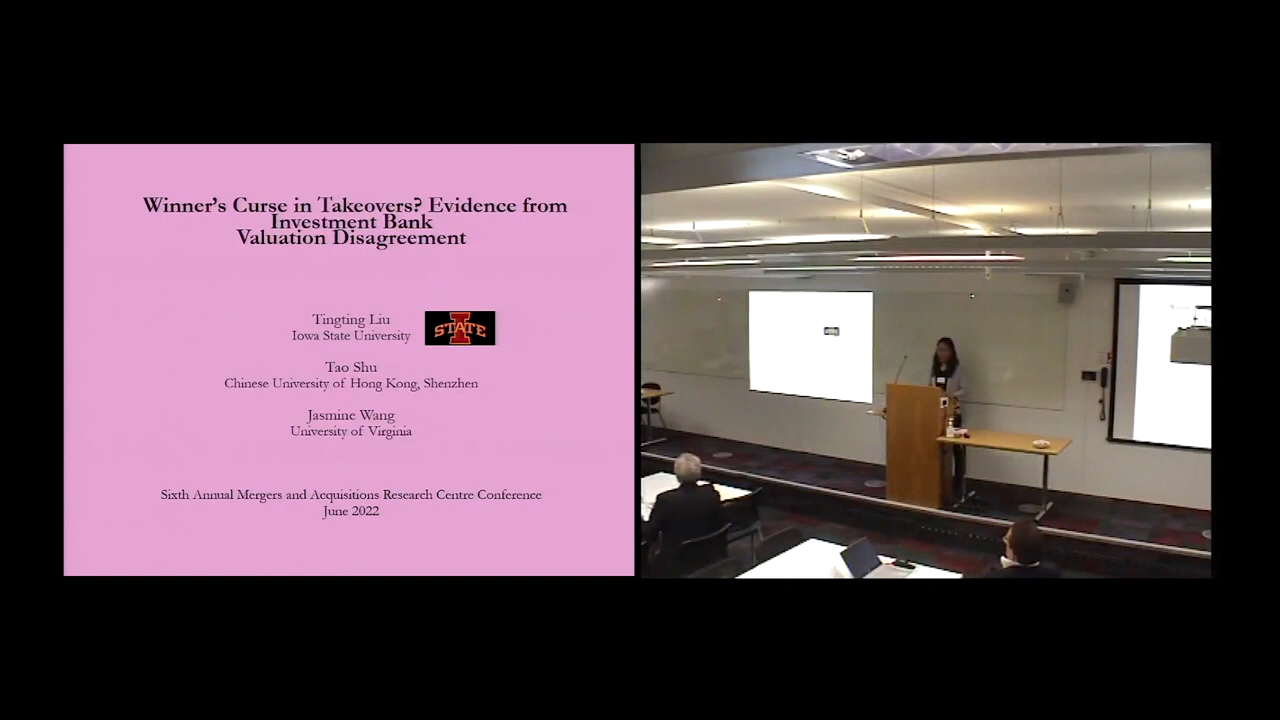 Winner's Curse in Takeovers? Evidence from
Investment Bank
Valuation Disagreement
Tingting Liu
Iowa State University
STATE
Tao Shu
Chinese University of Hong Kong, Shenzhen
Jasmine Wang
University of Virginia
Sixth Annual Mergers and Acquisitions Research Centre Conference
June 2022